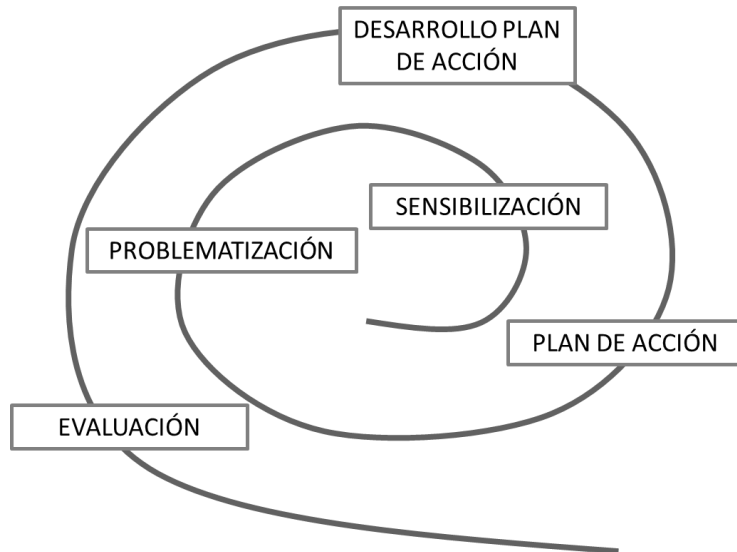 DESARROLLO PLAN
DE ACCIÓN
SENSIBILIZACIÓN
PROBLEMATIZACIÓN
PLAN DE ACCIÓN
EVALUACIÓN